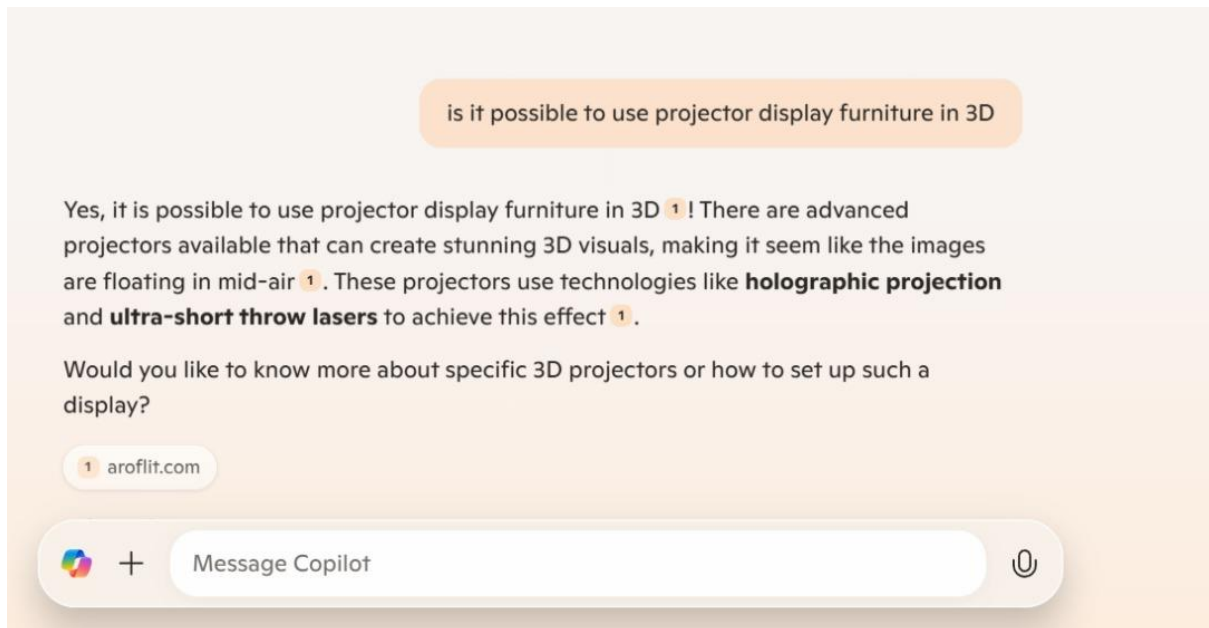 is it possible to use projector display furniture in 3D
Yes, it is possible to use projector display furniture in 3D 1 ! There are advanced
projectors available that can create stunning 3D visuals, making it seem like the images
are floating in mid-air 1 . These projectors use technologies like holographic projection
and ultra-short throw lasers to achieve this effect 1 .
Would you like to know more about specific 3D projectors or how to set up such a
display?
1 aroflit.com
Message Copilot